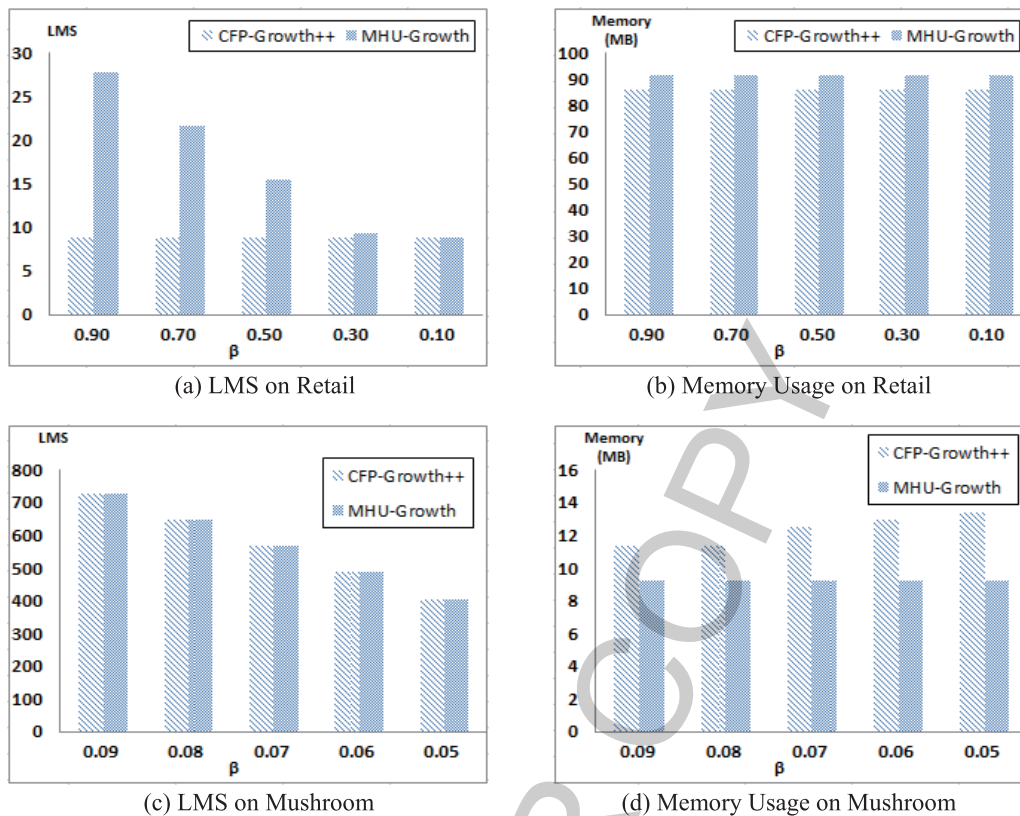 LMS
CFP-Growth++ MHU-Growth
30
25
20
15
10
5
0
0.90 0.70 0.50 0.30 0.10
β
(a) LMS on Retail
Memory
(MB)
CFP-Growth++ MHU-Growth
100
90
80
70
60
50
40
30
20
10
0
0.90 0.70 0.50 0.30 0.10
β
(b) Memory Usage on Retail
LMS
CFP-Growth++
MHU-Growth
800
700
600
500
400
300
200
100
0
0.09 0.08 0.07 0.06 0.05
β
(c) LMS on Mushroom
Memory
(MB)
CFP-Growth++
MHU-Growth
16
14
12
10
8
6
4
2
0
0.09 0.08 0.07 0.06 0.05
β
(d) Memory Usage on Mushroom
COPY